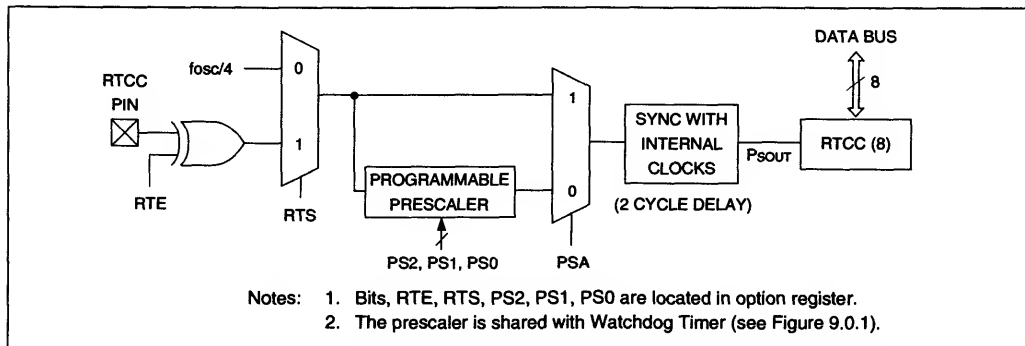 DATA BUS
8
fosc/4
0
RTCC
PIN
1
RTE
RTS
PROGRAMMABLE
PRESCALER
PS2, PS1, PS0
1
0
PSA
SYNC WITH
INTERNAL
CLOCKS
(2 CYCLE DELAY)
PSOUT
RTCC (8)
Notes: 1. Bits, RTE, RTS, PS2, PS1, PS0 are located in option register.
2. The prescaler is shared with Watchdog Timer (see Figure 9.0.1).